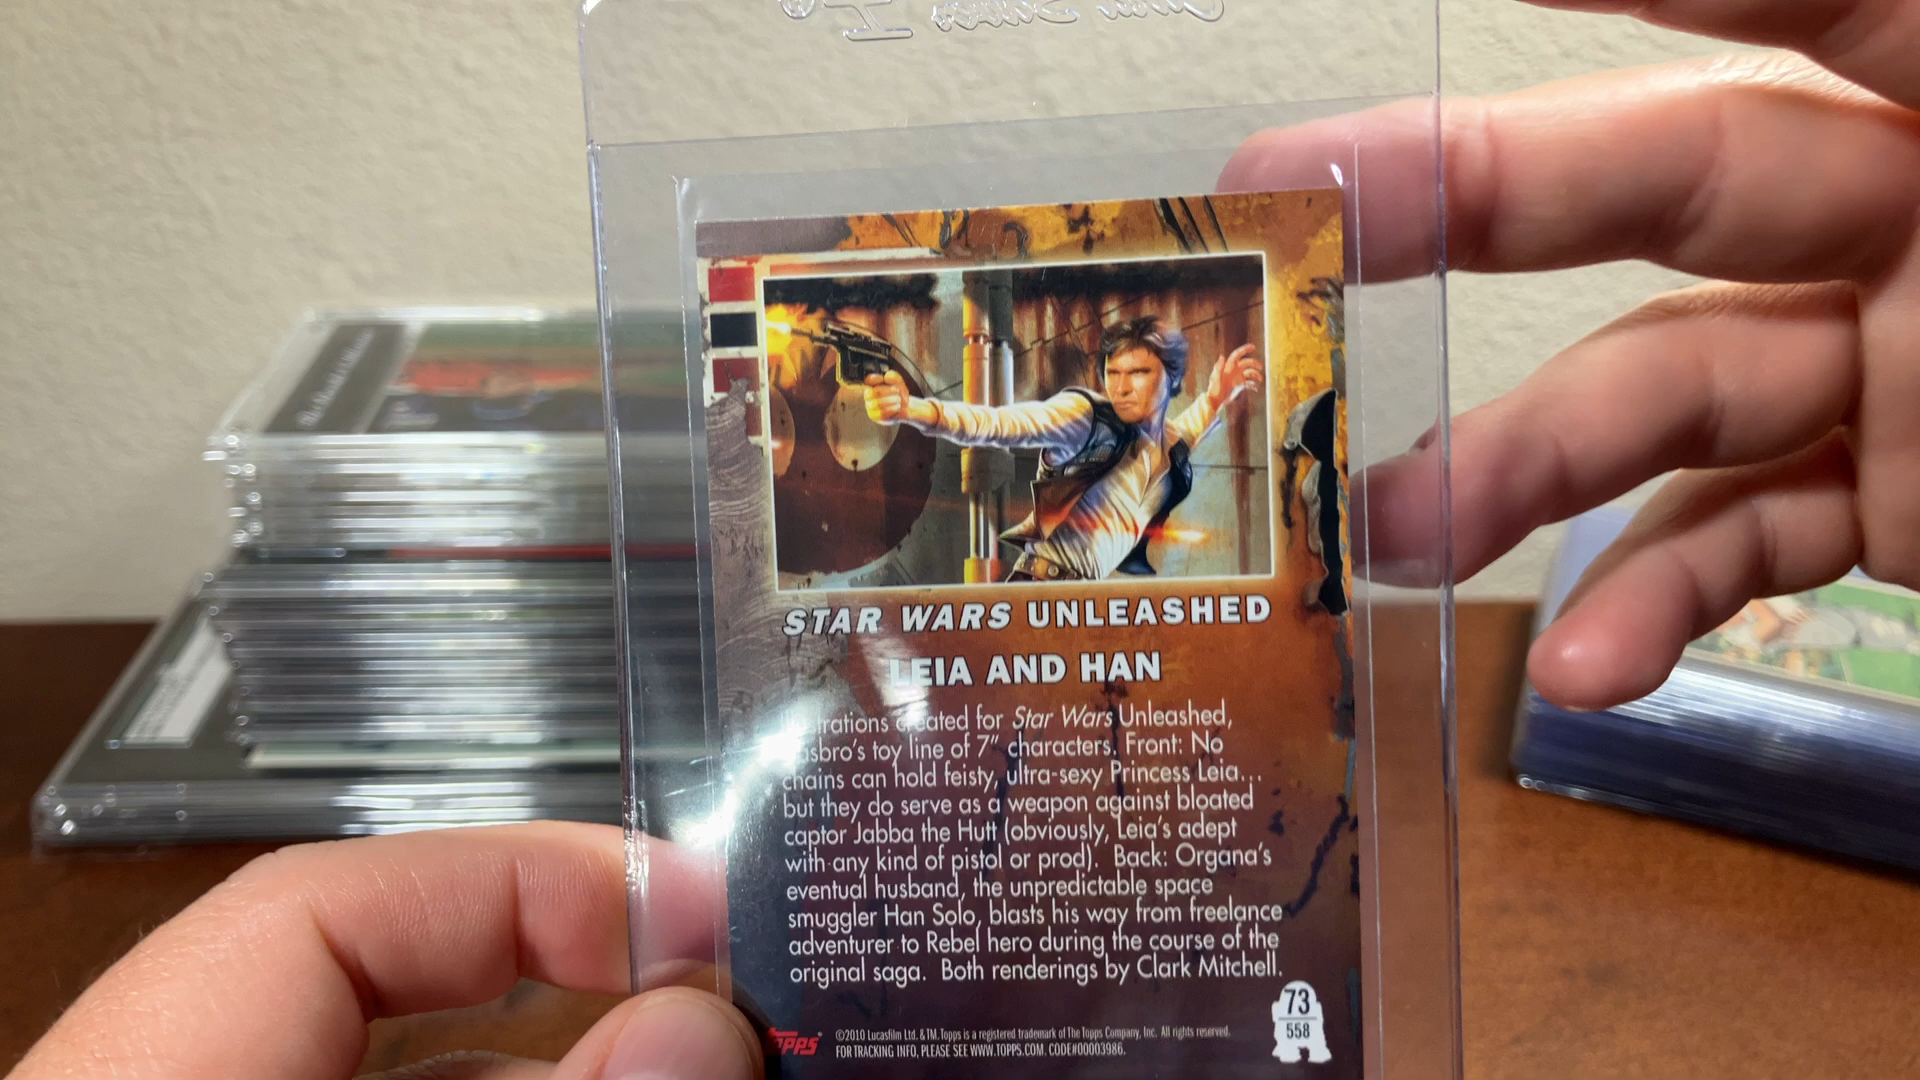 STAR WARS UNLEASHED
LEIA AND HAN
created for Star Wars Unleashed,
toy line of 7" characters. Front: No
chains can hold feisty, ultra-sexy Princess Leia...
but they do serve as a weapon against bloated
captor Jabba the Hutt (obviously, Leia's adept
with any kind of pistol or prod). Back: Organa's
eventual husband, the unpredictable space
smuggler Han Solo, blasts his way from freelance
adventurer to Rebel hero during the course of the
original saga. Both renderings by Clark Mitchell.
73
558
TOPPS
©2010 Lucasfilm Ltd. & TM. Topps is a registered trademark of The Topps Company, Inc. All rights reserved.
FOR TRACKING INFO, PLEASE SEE WWW.TOPPS.COM. CODE#00003986.